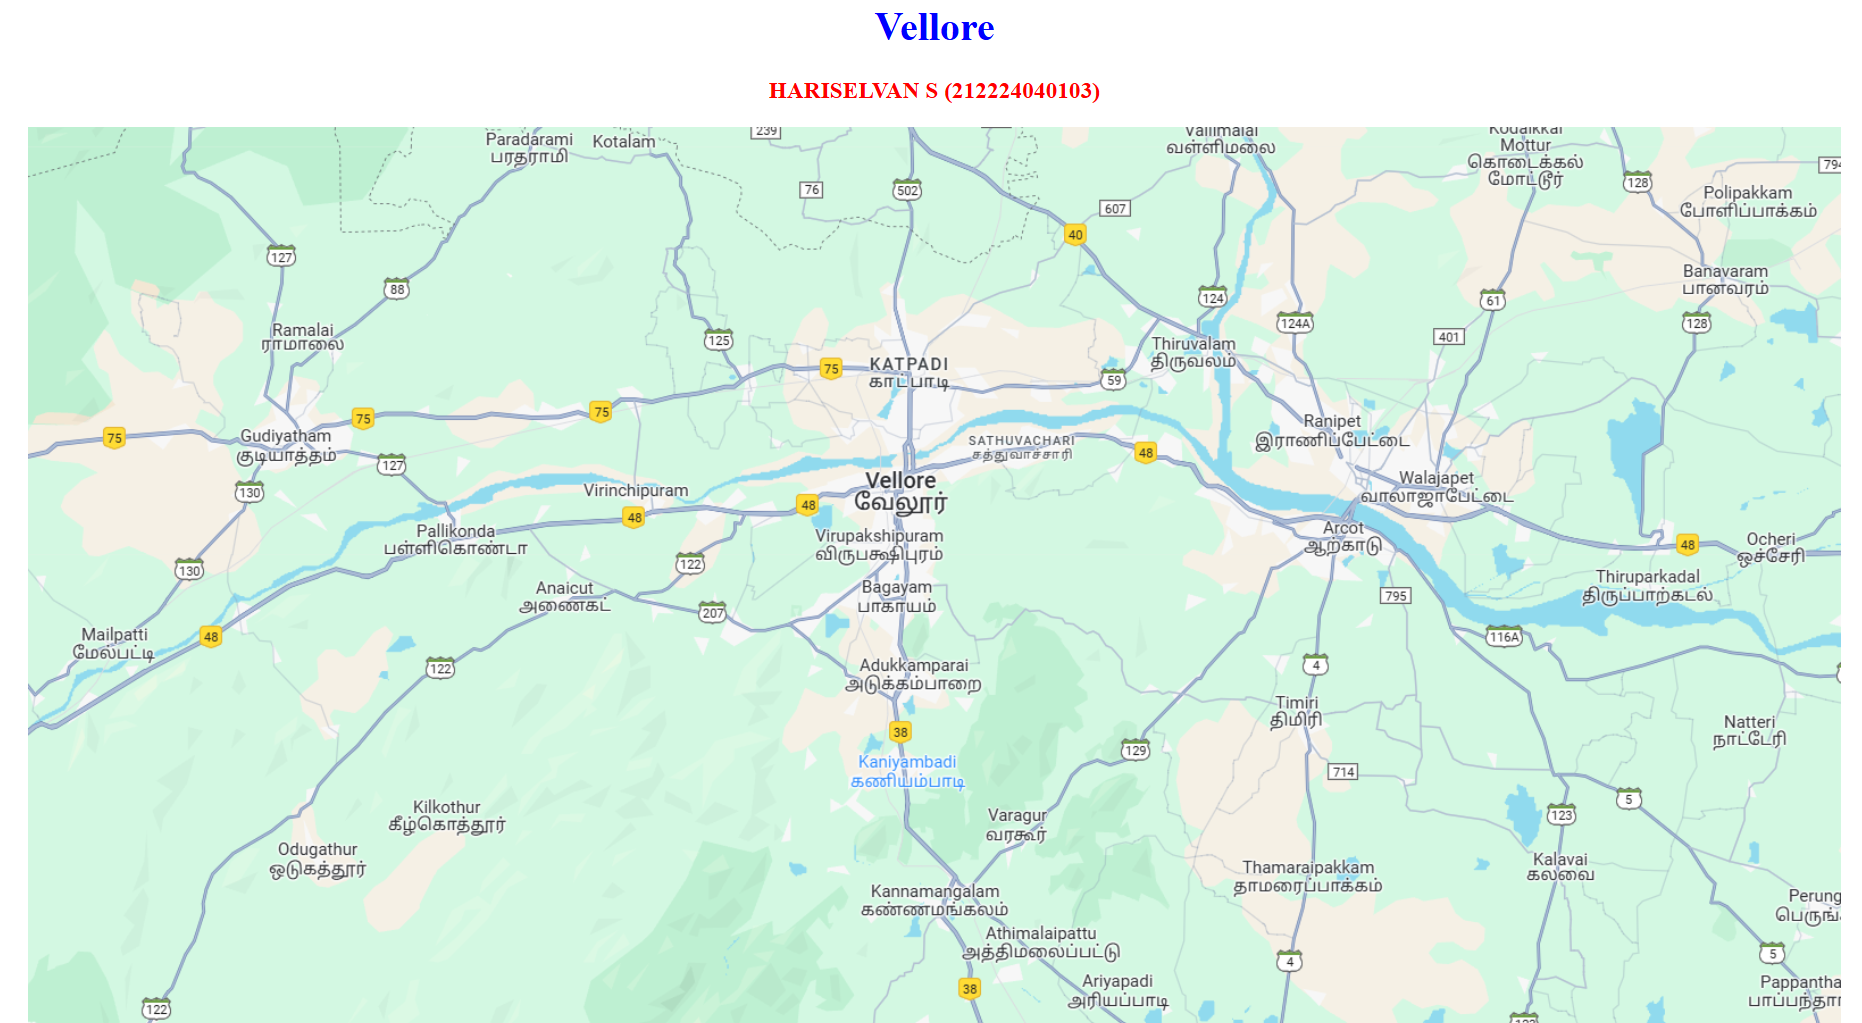 Vellore
HARISELVAN S (212224040103)
239
Paradarami
பரதராமி
Kotalam
Vallimalai
வள்ளிமலை
Kodaikkal
Mottur
கொடைக்கல்
மோட்டூர்
794
76
502
128
Polipakkam
போளிப்பாக்கம்
607
40
127
88
Banavaram
பானவரம்
124
61
Ramalai
ராமாலை
125
124A
401
128
Thiruvalam
திருவலம்
75
KATPADI
காட்பாடி
59
75
75
75
Gudiyatham
குடியாத்தம்
SATHUVACHARI
சத்துவாச்சாரி
48
Ranipet
இராணிப்பேட்டை
127
130
Virinchipuram
Vellore
வேலூர்
48
48
Walajapet
வாலாஜாபேட்டை
Pallikonda
பள்ளிகொண்டா
Virupakshipuram
விருபக்ஷிபுரம்
Arcot
ஆற்காடு
48
Ocheri
ஒச்சேரி
130
122
Anaicut
அணைகட்
Bagayam
பாகாயம்
795
Thiruparkadal
திருப்பாற்கடல்
207
Mailpatti
மேல்பட்டி
48
116A
122
Adukkamparai
அடுக்கம்பாறை
4
Timiri
திமிரி
38
Natteri
நாட்டேரி
129
Kaniyambadi
கணியம்பாடி
714
Kilkothur
கீழ்கொத்தூர்
Varagur
வரகூர்
5
123
Odugathur
ஒடுகத்தூர்
Thamaraipakkam
தாமரைப்பாக்கம்
Kalavai
கலவை
Kannamangalam
கண்ணமங்கலம்
Perung
பெருங்
Athimalaipattu
அத்திமலைப்பட்டு
4
5
38
Ariyapadi
அரியப்பாடி
Pappantha
பாப்பந்தா
122
123